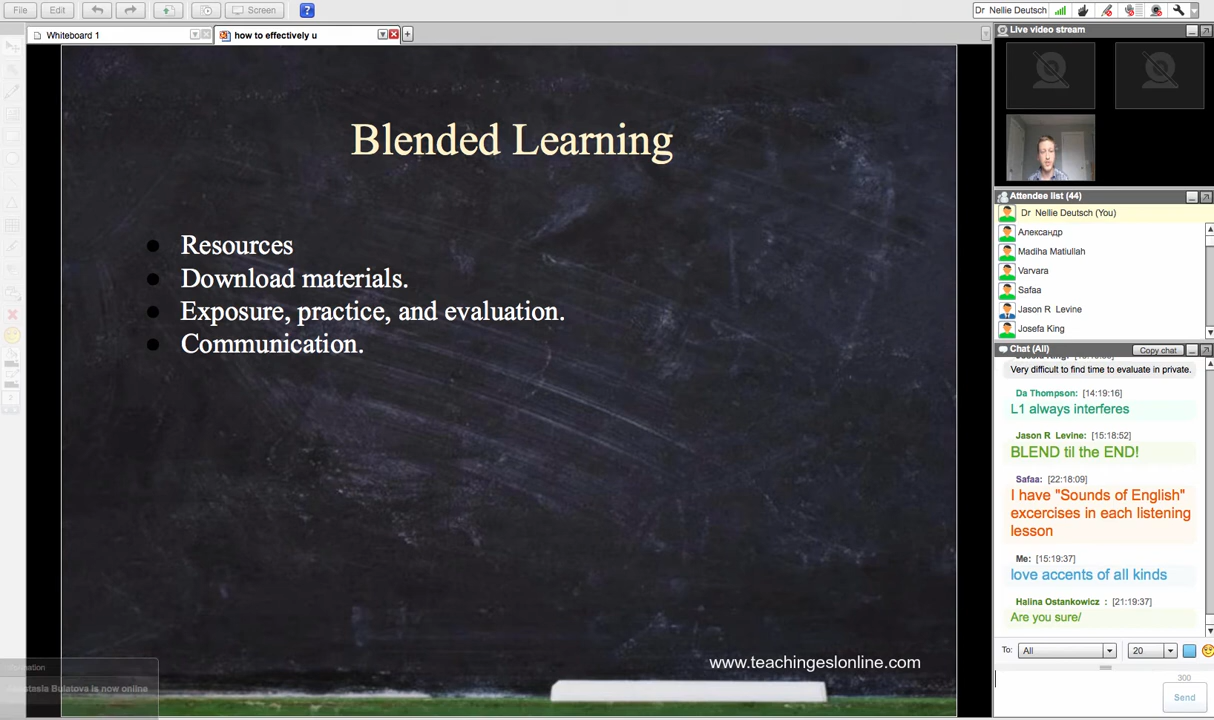 File
Edit
Screen
?
Dr Nellie Deutsch
Whiteboard 1
how to effectively u
Live video stream
Blended Learning
Resources
Download materials.
Exposure, practice, and evaluation.
Communication.
www.teachingeslonline.com
Attendee list (44)
Dr Nellie Deutsch (You)
Александр
Madiha Matiullah
Varvara
Safaa
Jason R Levine
Josefa King
Chat (All)
Copy chat
Very difficult to find time to evaluate in private.
Da Thompson: [14:19:16]
L1 always interferes
Jason R Levine: [15:18:52]
BLEND til the END!
Safaa: [22:18:09]
I have "Sounds of English"
excercises in each listening
lesson
Me: [15:19:37]
love accents of all kinds
Halina Ostankowicz : [21:19:37]
Are you sure/
To:
All
20
300
Send
is now online